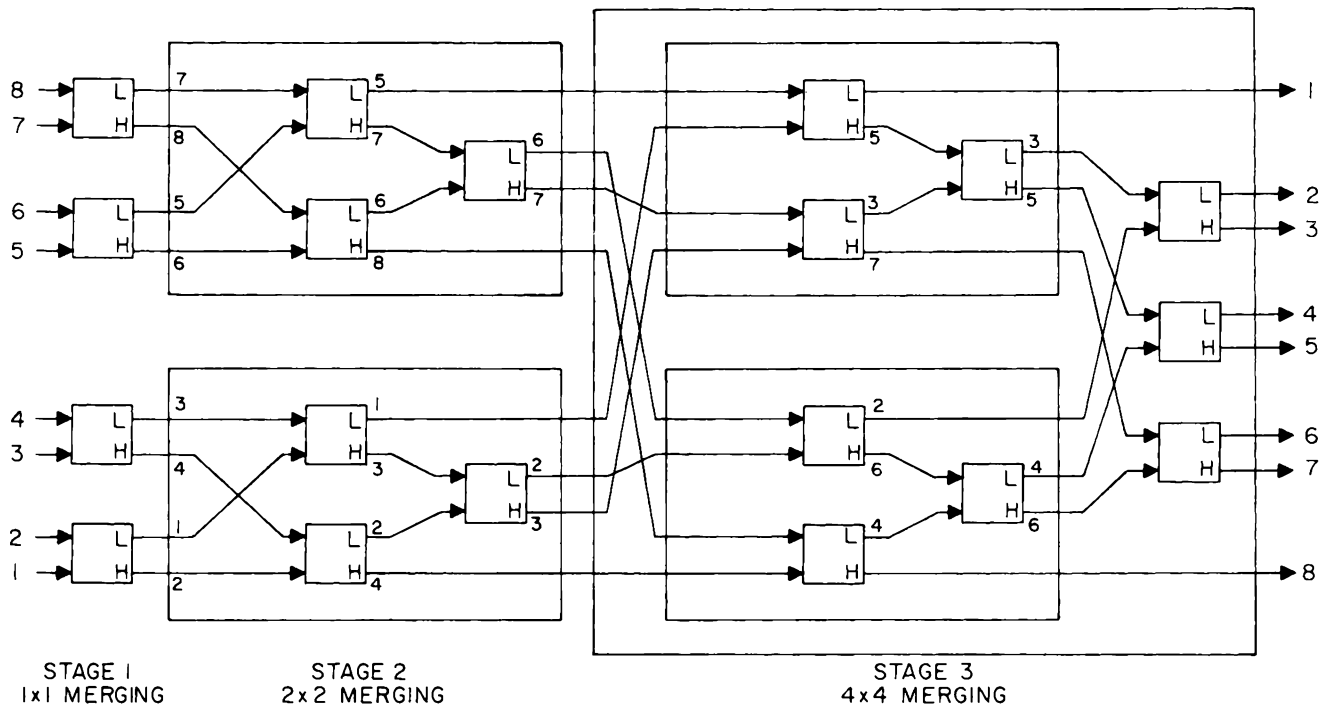 7 5
8 L L L 1
7 H H H
8 7 5 6 3
L L
H H L 2
7 5
6 L 5 L 6 L 3 H 3
5 H H H
6 8 7
L 4
H 5
4 L 3 L 1 L 2
3 H H H L 6
4 3 6 2 4
L L H 7
H H
3 6
2 L 1 L 2 L 4
1 H H H 8
2 4
STAGE 1 STAGE 2 STAGE 3
1x1 MERGING 2x2 MERGING 4x4 MERGING